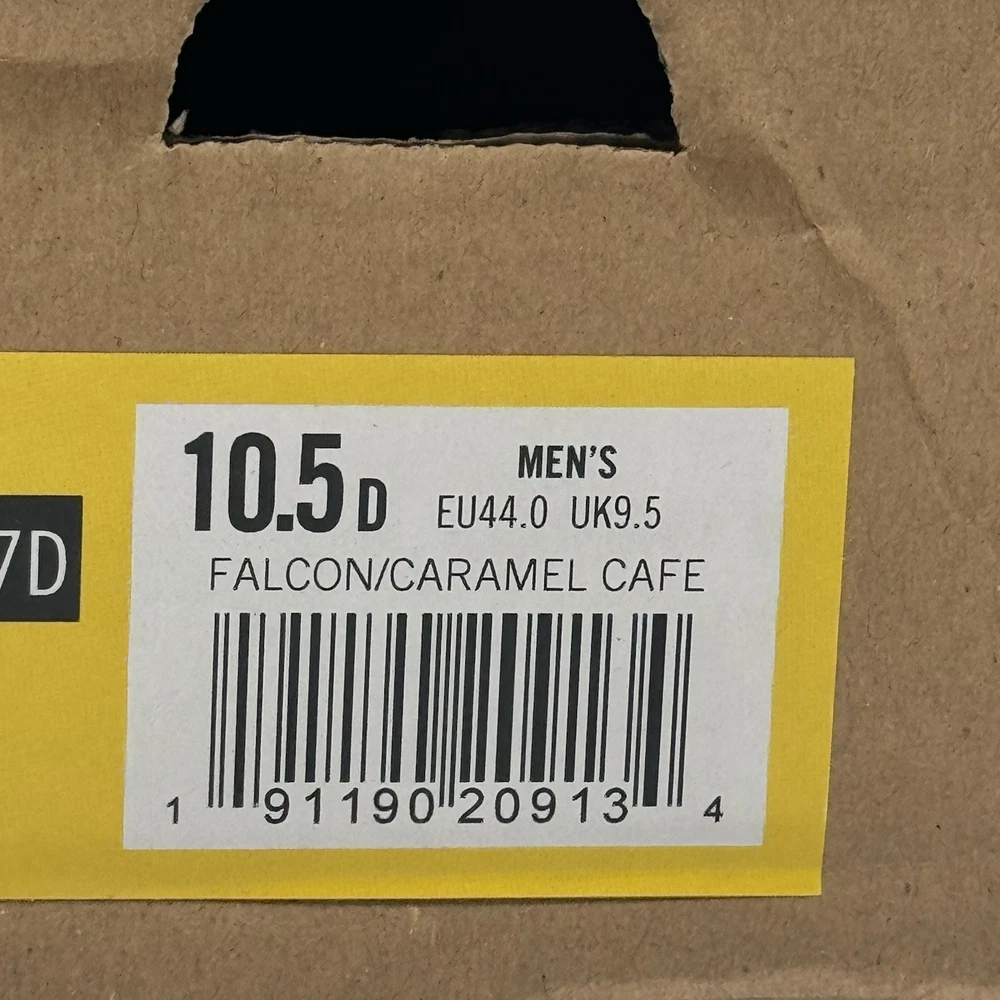 10.5 D
MEN'S
EU44.0 UK9.5
7D
FALCON/CARAMEL CAFE
1 91190 20913 4